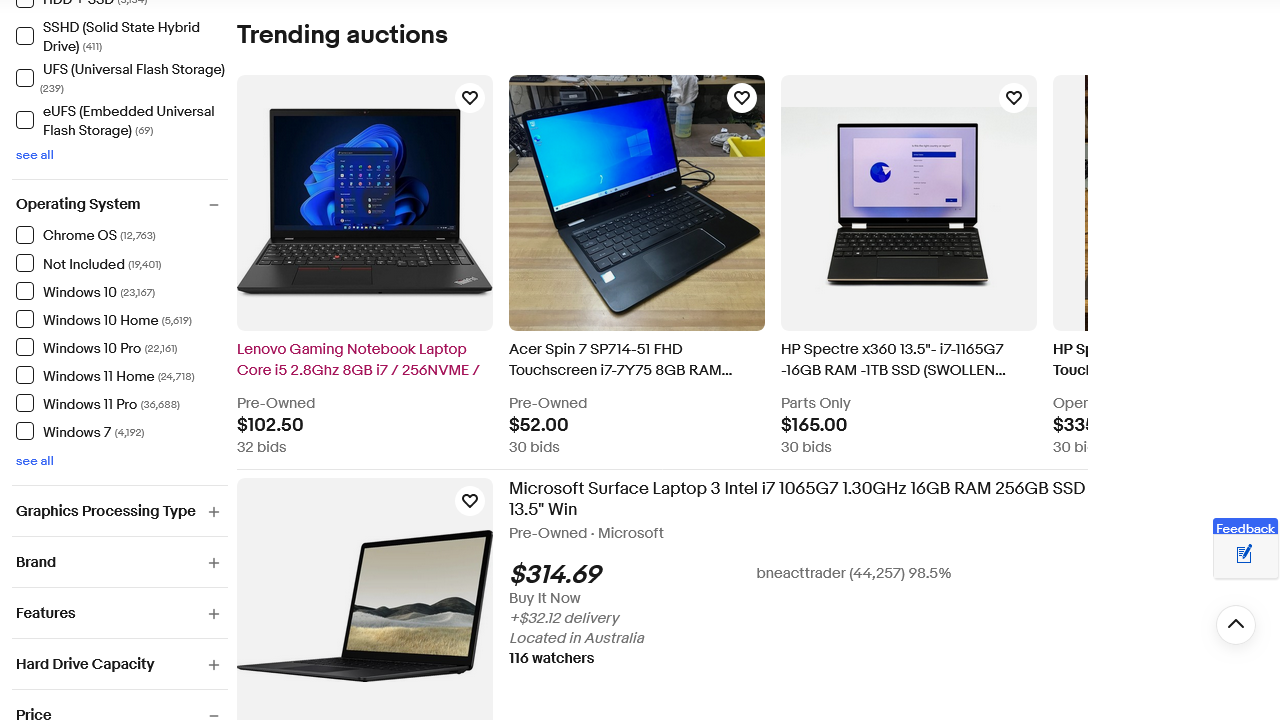 HDD + SSD (3,134)
SSHD (Solid State Hybrid
Drive) (411)
UFS (Universal Flash Storage)
(239)
eUFS (Embedded Universal
Flash Storage) (69)
see all
Operating System
Chrome OS (12,763)
Not Included (19,401)
Windows 10 (23,167)
Windows 10 Home (5,619)
Windows 10 Pro (22,161)
Windows 11 Home (24,718)
Windows 11 Pro (36,688)
Windows 7 (4,192)
see all
Graphics Processing Type
Brand
Features
Hard Drive Capacity
Price
Trending auctions
Lenovo Gaming Notebook Laptop
Core i5 2.8Ghz 8GB i7 / 256NVME /
Pre-Owned
$102.50
32 bids
Acer Spin 7 SP714-51 FHD
Touchscreen i7-7Y75 8GB RAM...
Pre-Owned
$52.00
30 bids
HP Spectre x360 13.5"- i7-1165G7
-16GB RAM -1TB SSD (SWOLLEN...
Parts Only
$165.00
30 bids
HP Sp
Toucl
Oper
$335
30 bi
Microsoft Surface Laptop 3 Intel i7 1065G7 1.30GHz 16GB RAM 256GB SSD
13.5" Win
Pre-Owned · Microsoft
$314.69
Buy It Now
+$32.12 delivery
Located in Australia
116 watchers
bneacttrader (44,257) 98.5%
Feedback